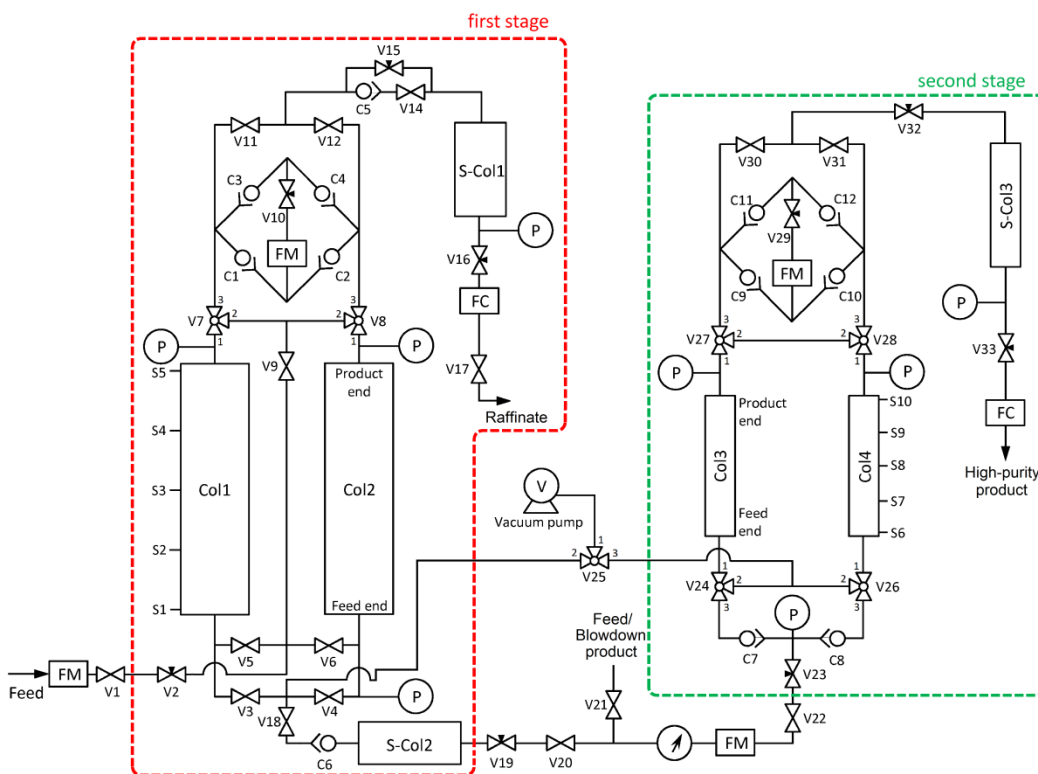 first stage
V15
C5
V14
V11
V12
C3
C4
V10
FM
C1
C2
S-Col1
P
V16
FC
V17
Raffinate
3
3
V7
2
2
V8
1
1
P
P
V9
S5
S4
S3
S2
S1
Col1
Product
end
Col2
Feed end
V5
V6
Feed
FM
V1
V2
V3
V4
P
V18
C6
S-Col2
V19
V20
V21
Feed/
Blowdown
product
FM
V22
V
Vacuum pump
1
2
3
V25
second stage
V32
V30
V31
C11
C12
V29
FM
C9
C10
S-Col3
P
V33
FC
High-purity
product
3
3
V27
2
2
V28
1
1
P
P
Col3
Product
end
Feed
end
Col4
S10
S9
S8
S7
S6
1
1
V24
2
2
V26
3
3
P
C7
C8
V23